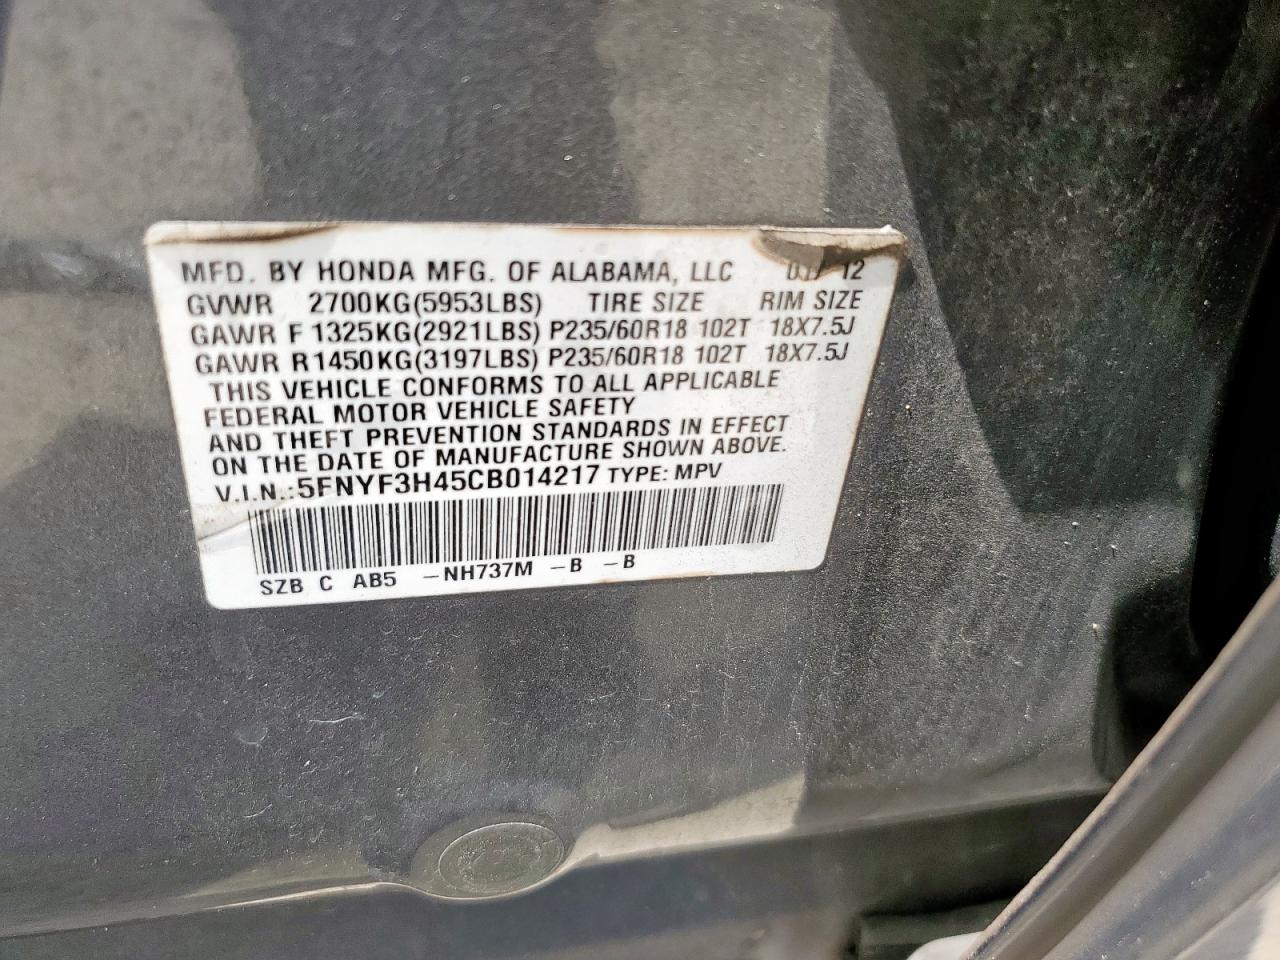 MFD. BY HONDA MFG. OF ALABAMA, LLC 12
GVWR 2700KG(5953LBS) TIRE SIZE RIM SIZE
GAWR F 1325KG(2921LBS) P235/60R18 102T 18X7.5J
GAWR R 1450KG(3197LBS) P235/60R18 102T 18X7.5J
THIS VEHICLE CONFORMS TO ALL APPLICABLE
FEDERAL MOTOR VEHICLE SAFETY
AND THEFT PREVENTION STANDARDS IN EFFECT
ON THE DATE OF MANUFACTURE SHOWN ABOVE.
V.I.N.:5FNYF3H45CB014217 TYPE: MPV
SZB C AB5 -NH737M -B -B